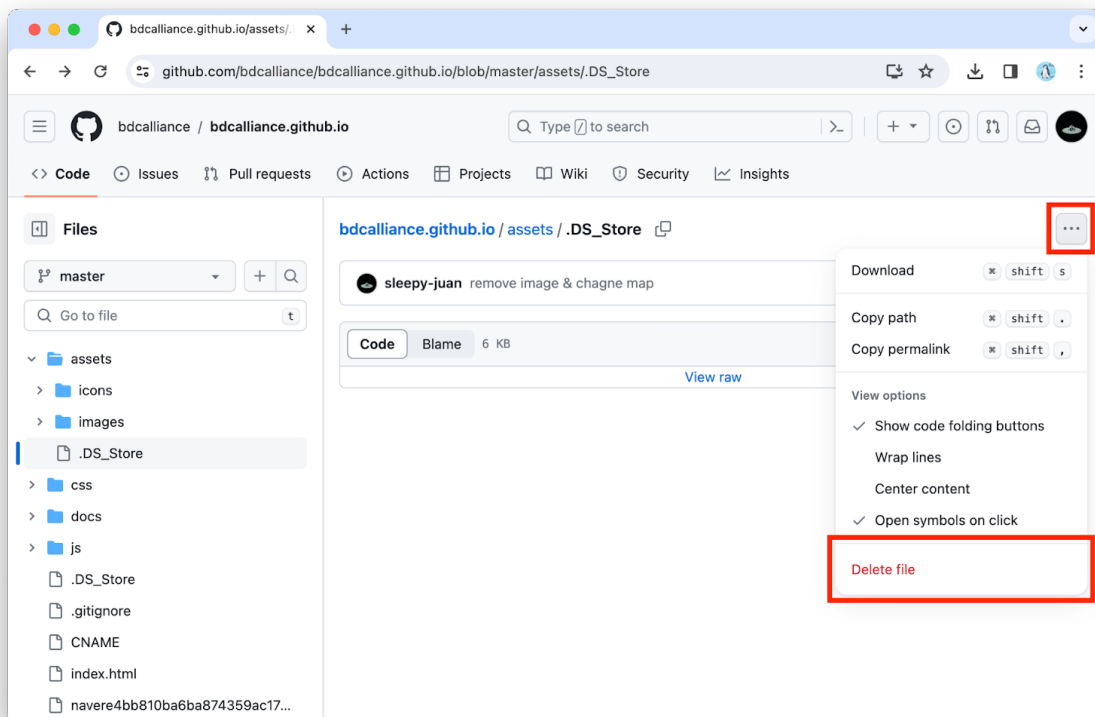 bdcalliance.github.io/assets/.
github.com/bdcalliance/bdcalliance.github.io/blob/master/assets/.DS_Store
bdcalliance / bdcalliance.github.io
Type / to search
Code Issues Pull requests Actions Projects Wiki Security Insights
Files
master
Go to file t
assets
icons
images
.DS_Store
css
docs
js
.DS_Store
.gitignore
CNAME
index.html
navere4bb810ba6ba874359ac17...
bdcalliance.github.io / assets / .DS_Store
sleepy-juan remove image & chagne map
Code Blame 6 KB
View raw
Download ⌘ shift s
Copy path ⌘ shift .
Copy permalink ⌘ shift ,
View options
Show code folding buttons
Wrap lines
Center content
Open symbols on click
Delete file